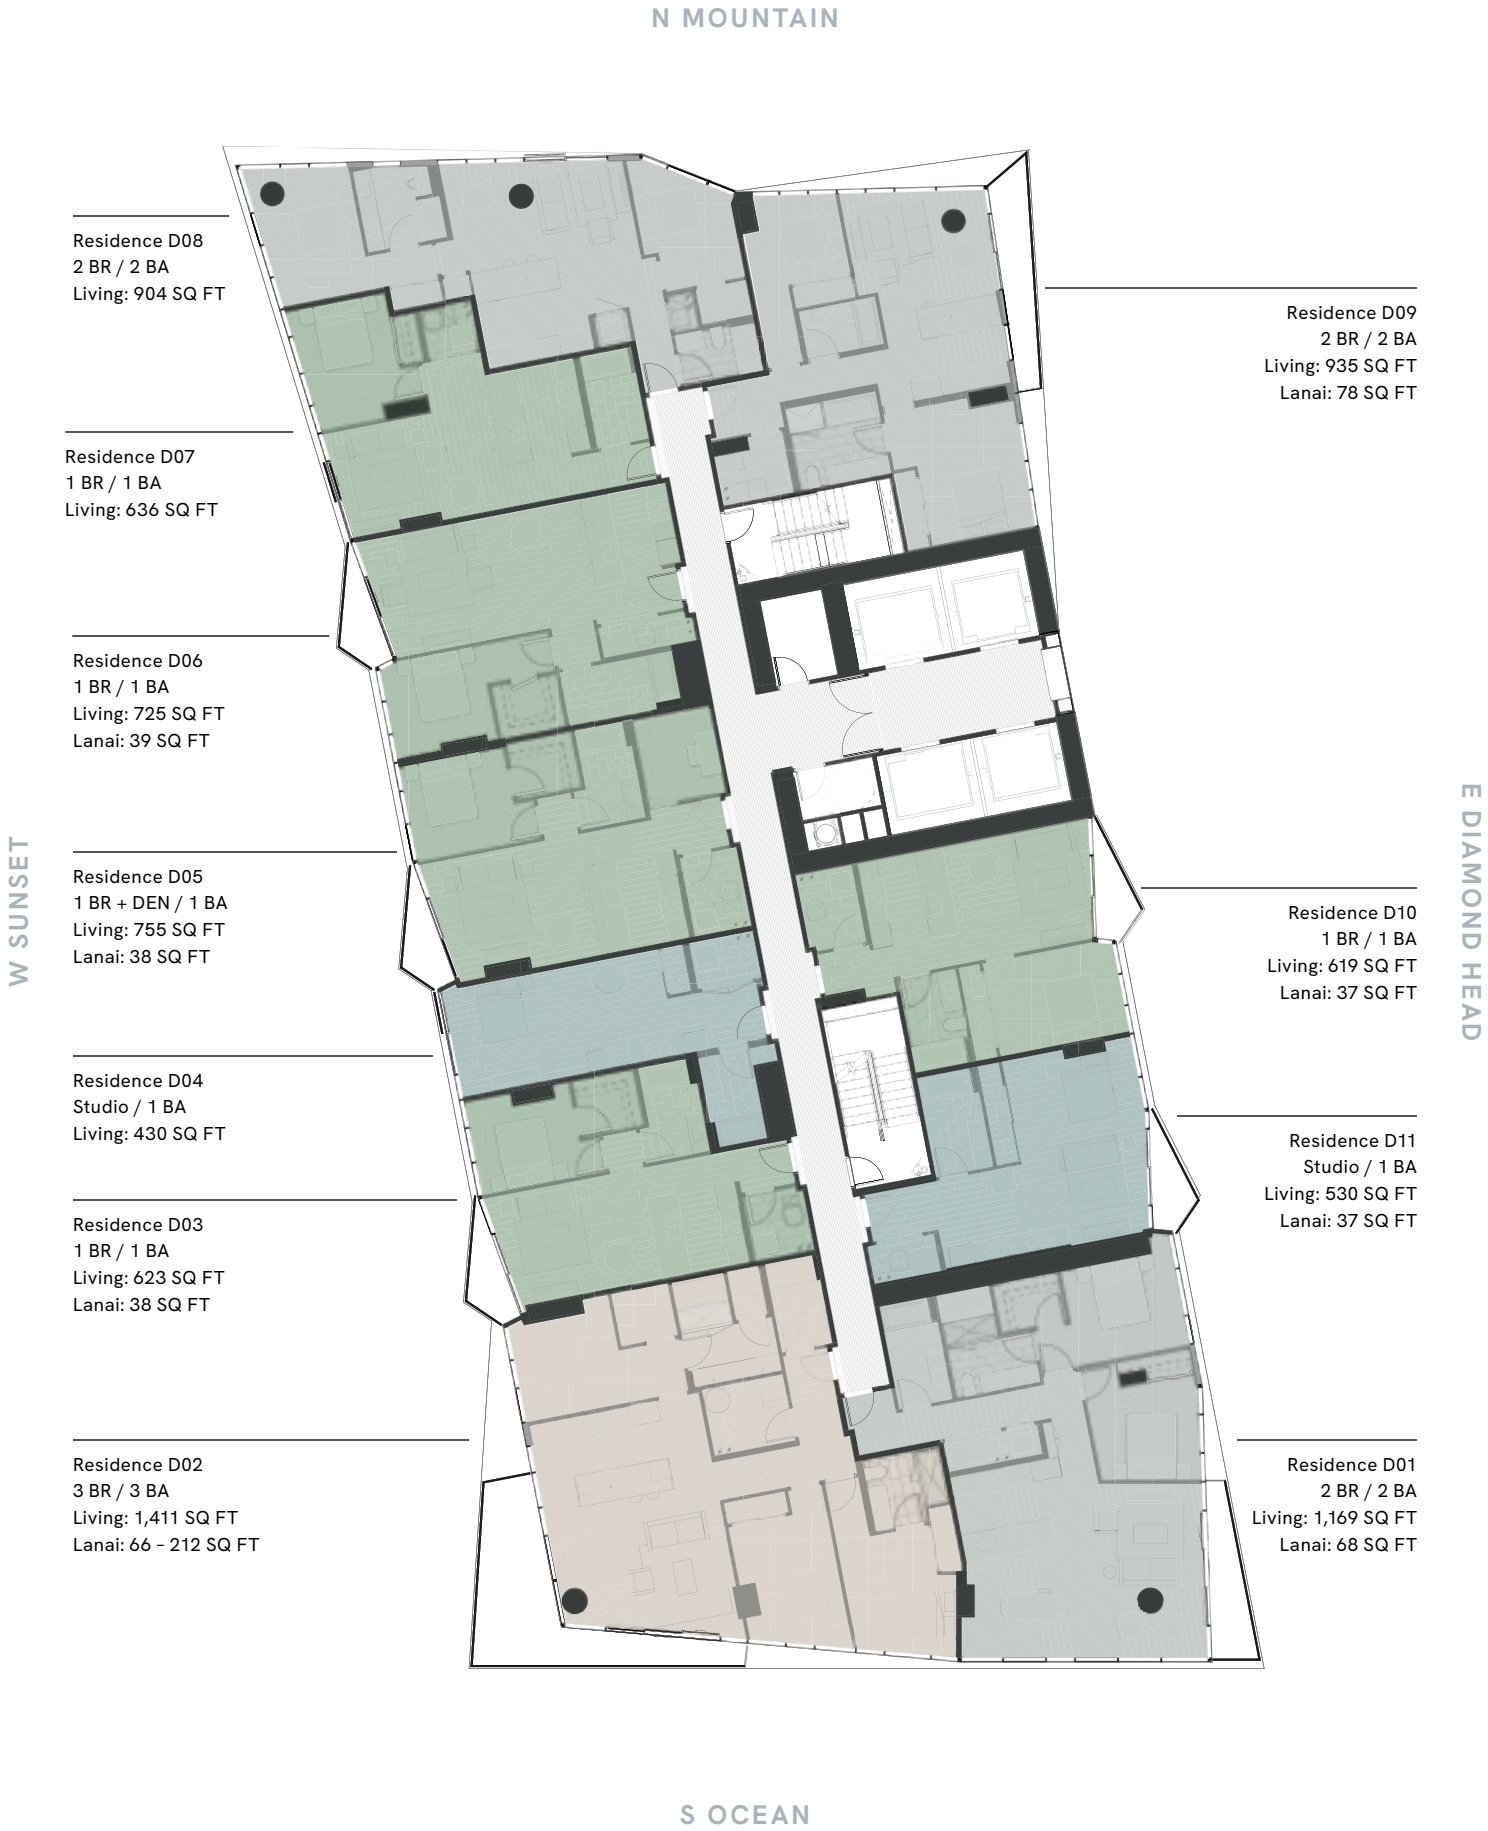 N MOUNTAIN
Residence D08
2 BR / 2 BA
Living: 904 SQ FT
Residence D09
2 BR / 2 BA
Living: 935 SQ FT
Lanai: 78 SQ FT
Residence D07
1 BR / 1 BA
Living: 636 SQ FT
Residence D06
1 BR / 1 BA
Living: 725 SQ FT
Lanai: 39 SQ FT
W SUNSET
E DIAMOND HEAD
Residence D05
1 BR + DEN / 1 BA
Living: 755 SQ FT
Lanai: 38 SQ FT
Residence D10
1 BR / 1 BA
Living: 619 SQ FT
Lanai: 37 SQ FT
Residence D04
Studio / 1 BA
Living: 430 SQ FT
Residence D11
Studio / 1 BA
Living: 530 SQ FT
Lanai: 37 SQ FT
Residence D03
1 BR / 1 BA
Living: 623 SQ FT
Lanai: 38 SQ FT
Residence D02
3 BR / 3 BA
Living: 1,411 SQ FT
Lanai: 66 – 212 SQ FT
Residence D01
2 BR / 2 BA
Living: 1,169 SQ FT
Lanai: 68 SQ FT
S OCEAN